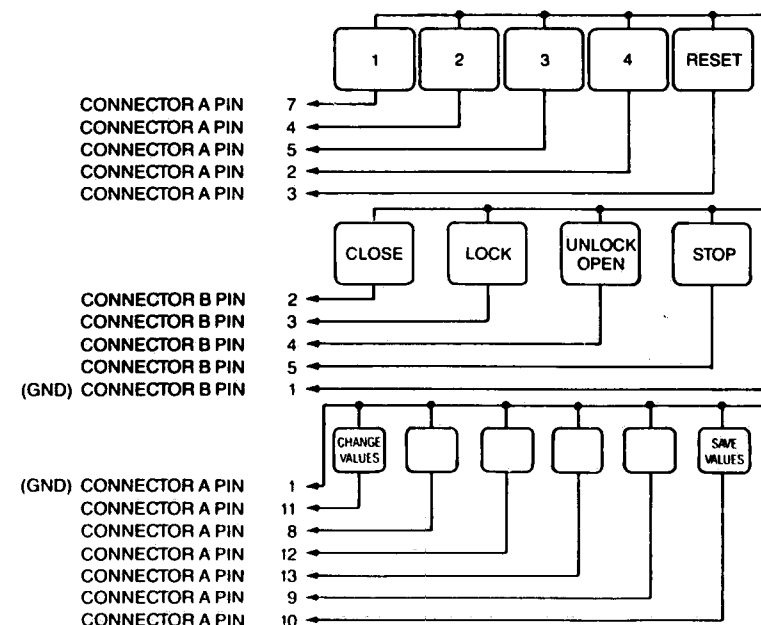 1 2 3 4 RESET
CONNECTOR A PIN 7
CONNECTOR A PIN 4
CONNECTOR A PIN 5
CONNECTOR A PIN 2
CONNECTOR A PIN 3
CLOSE LOCK UNLOCK OPEN STOP
CONNECTOR B PIN 2
CONNECTOR B PIN 3
CONNECTOR B PIN 4
CONNECTOR B PIN 5
(GND) CONNECTOR B PIN 1
CHANGE VALUES SAVE VALUES
(GND) CONNECTOR A PIN 1
CONNECTOR A PIN 11
CONNECTOR A PIN 8
CONNECTOR A PIN 12
CONNECTOR A PIN 13
CONNECTOR A PIN 9
CONNECTOR A PIN 10